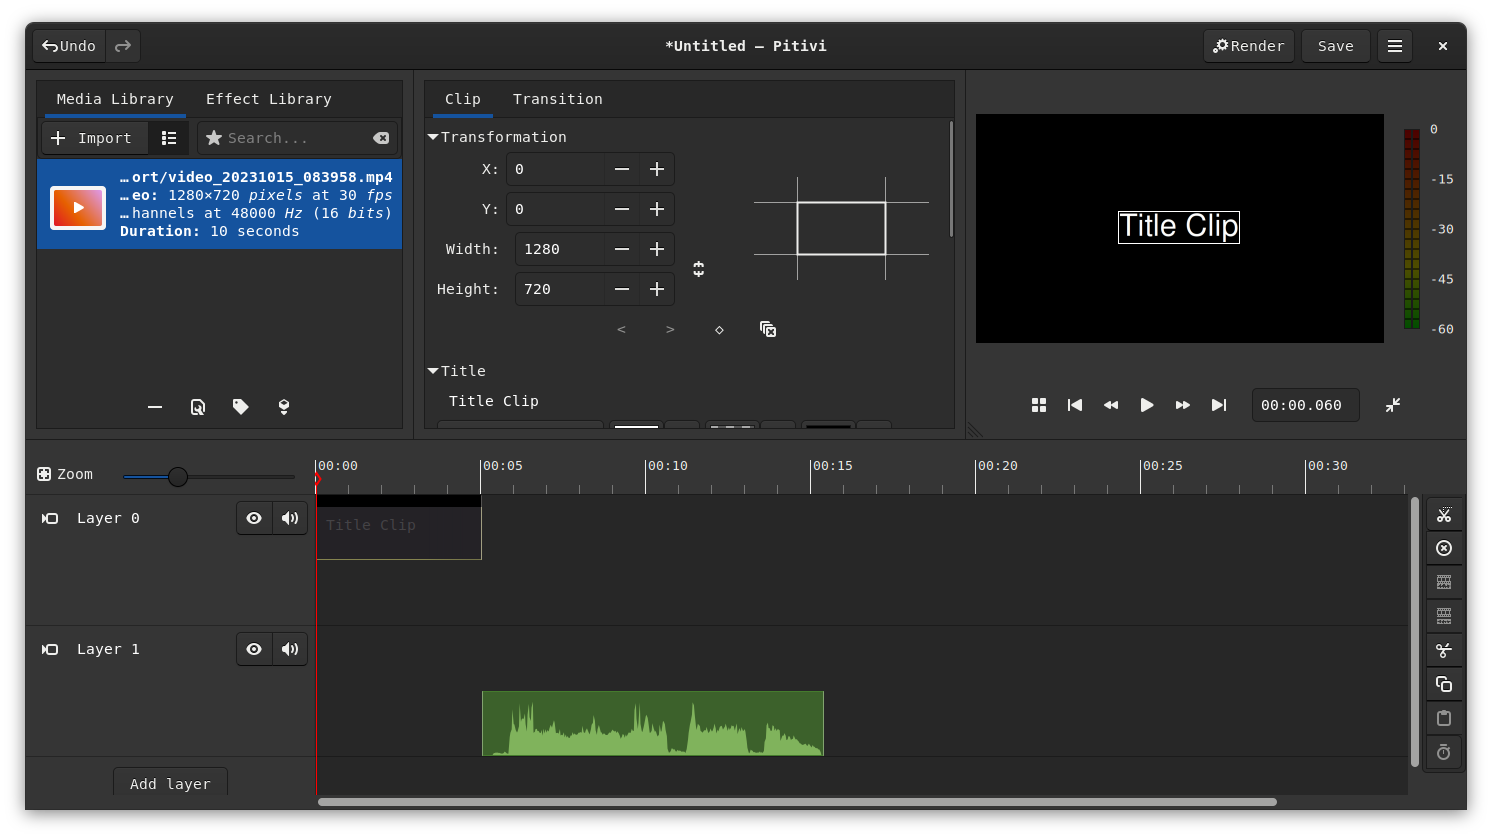 Undo
*Untitled — Pitivi
Render
Save
Media Library
Effect Library
Import
Search...
…ort/video_20231015_083958.mp4
…eo: 1280×720 pixels at 30 fps
…hannels at 48000 Hz (16 bits)
Duration: 10 seconds
Clip
Transition
Transformation
X: 0
Y: 0
Width: 1280
Height: 720
Title
Title Clip
Title Clip
0
-15
-30
-45
-60
00:00.060
Zoom
00:00 00:05 00:10 00:15 00:20 00:25 00:30
Layer 0
Title Clip
Layer 1
Add layer